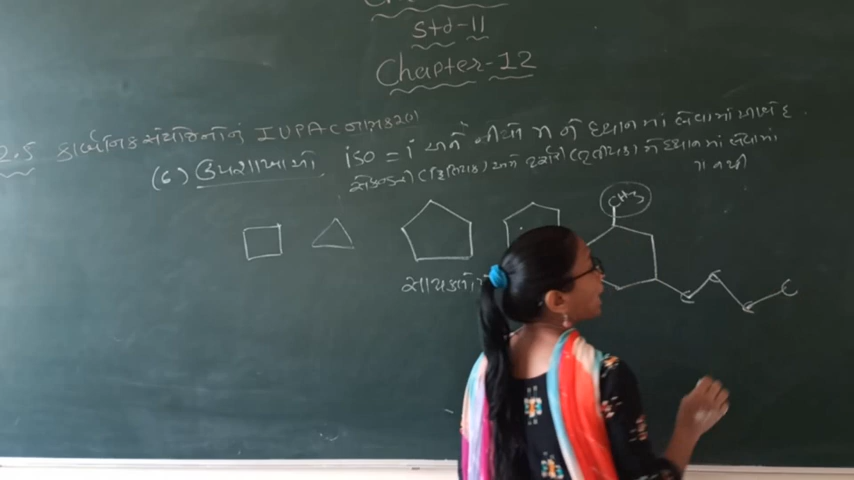 Std-11
Chapter-12
2.5 કાર્બનિક સંયોજનોનું IUPAC નામકરણ
(6) ઉપશાખામાં iso = i અને નીયો n ને ધ્યાનમાં લેવામાં આવે છે.
સેકન્ડરી (દ્વિતીયક) અને ટર્શરી (તૃતીયક) ને ધ્યાનમાં લેવામાં
આવતા નથી
CH3
C C C C